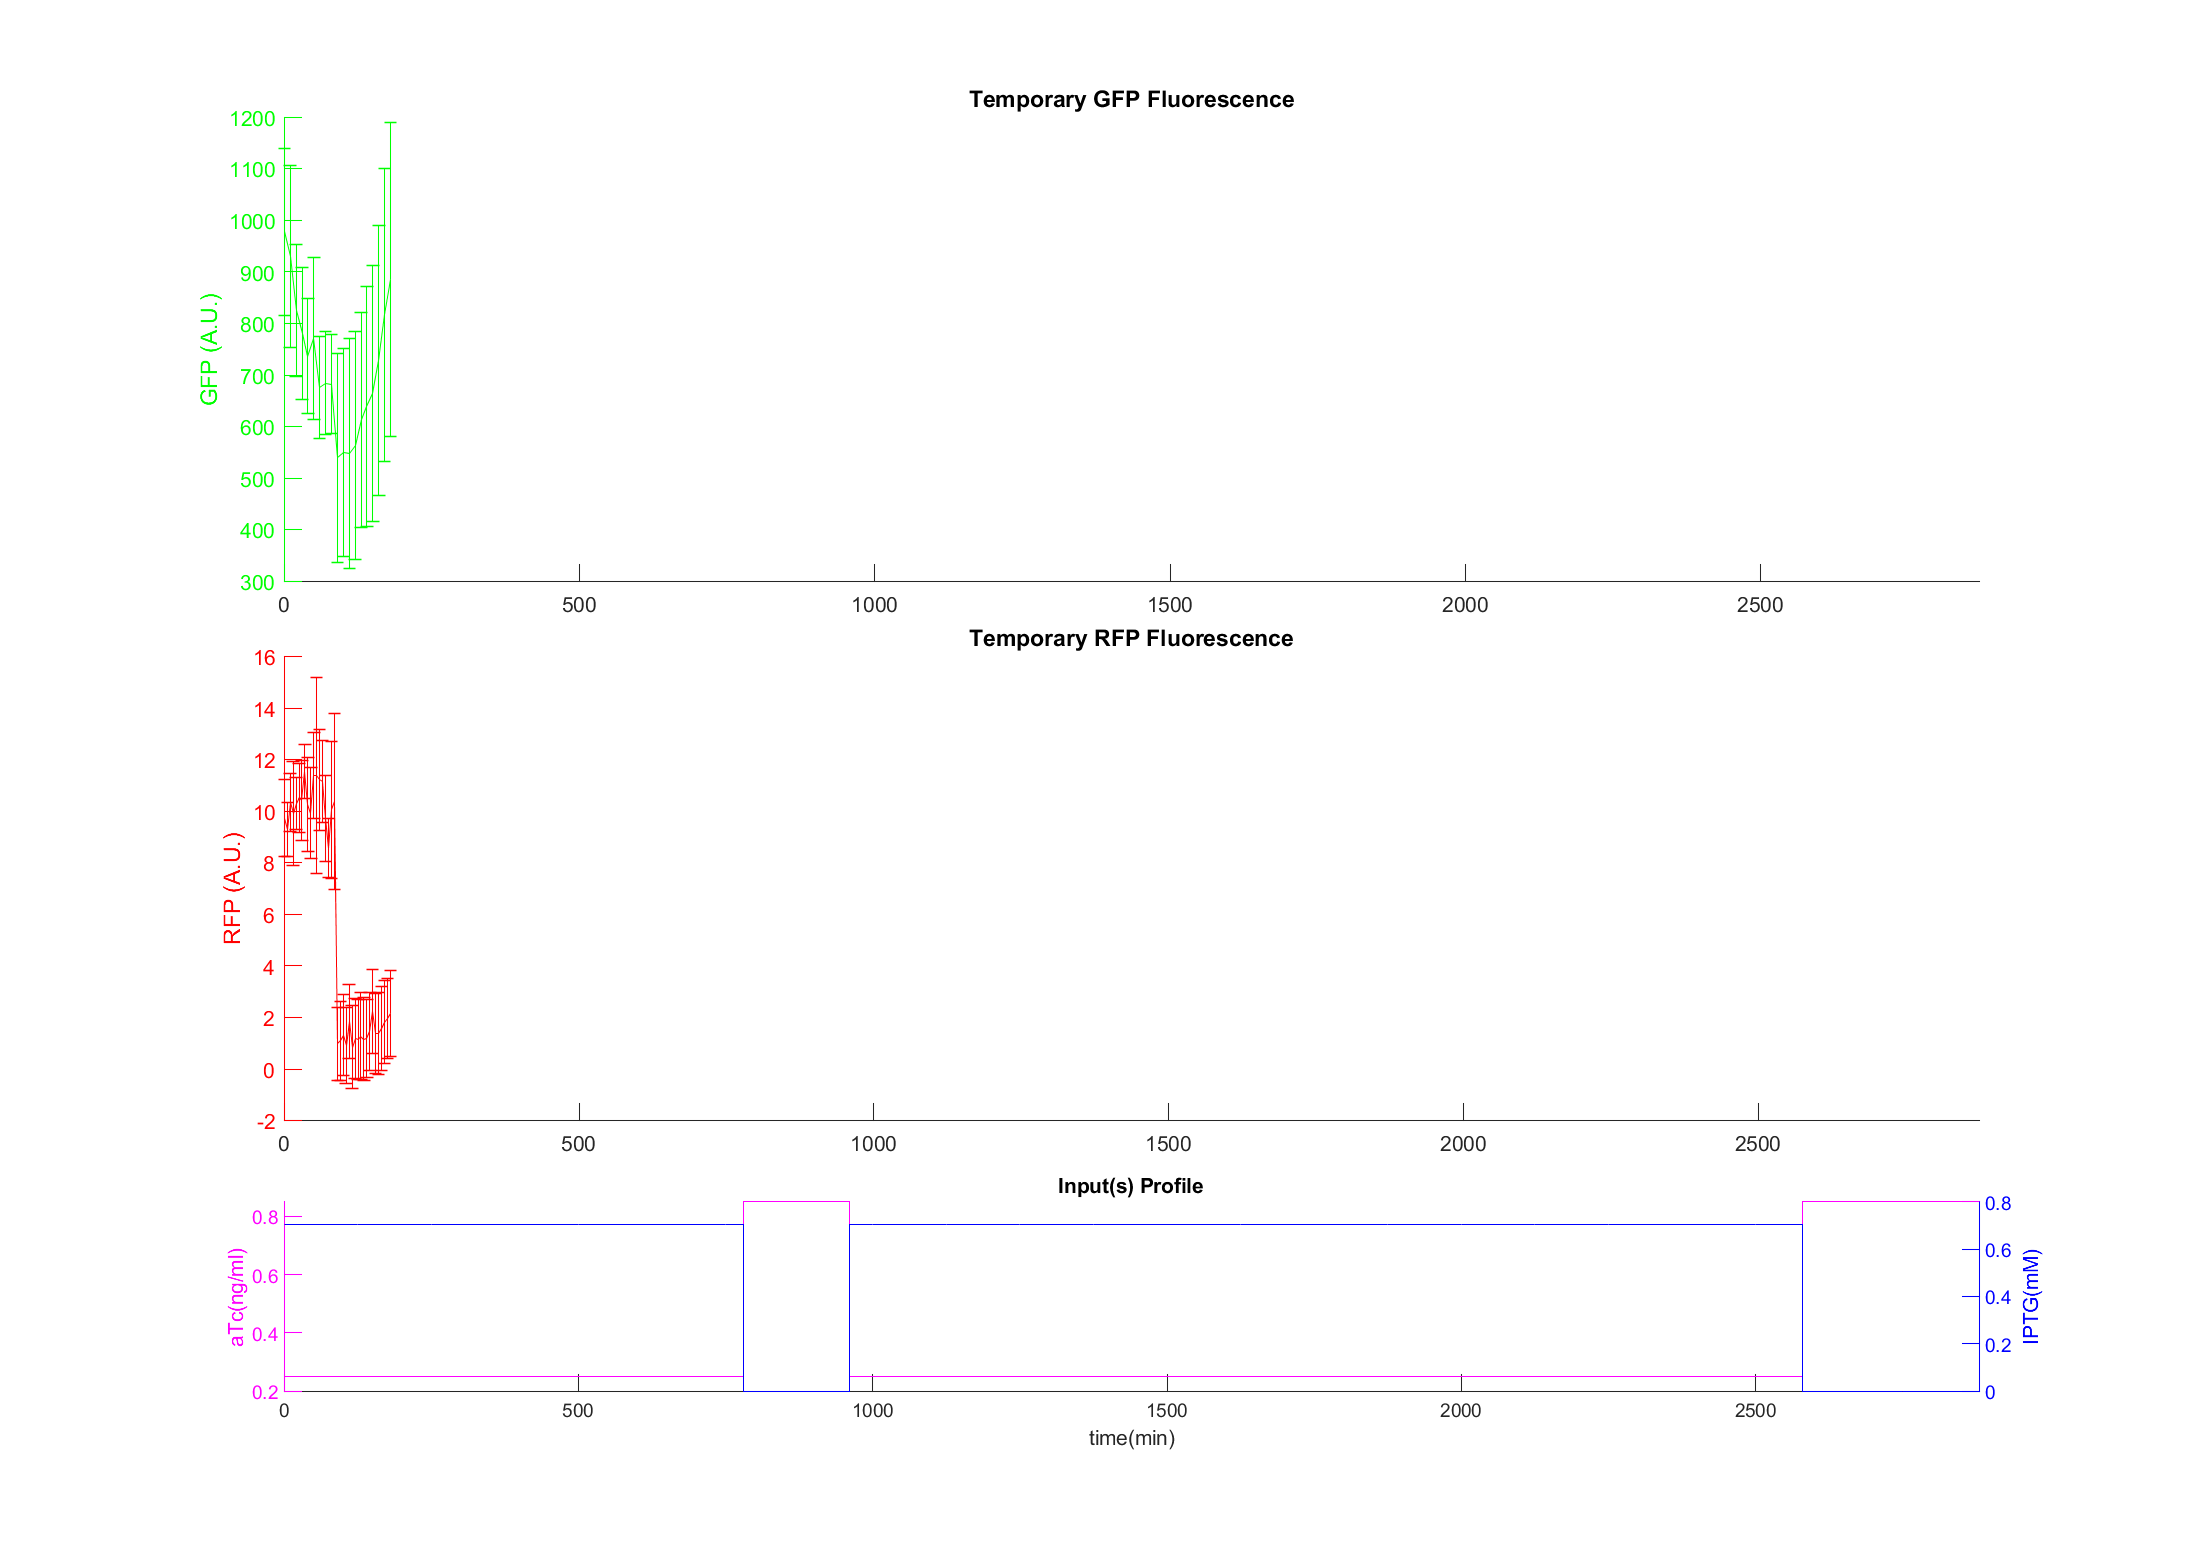 Temporary GFP Fluorescence
1200
1100
1000
900
800
700
600
500
400
300
GFP (A.U.)
0 500 1000 1500 2000 2500
Temporary RFP Fluorescence
16
14
12
10
8
6
4
2
0
-2
RFP (A.U.)
0 500 1000 1500 2000 2500
Input(s) Profile
0.8
0.6
0.4
0.2
aTc(ng/ml)
0.8
0.6
0.4
0.2
0
IPTG(mM)
0 500 1000 1500 2000 2500
time(min)